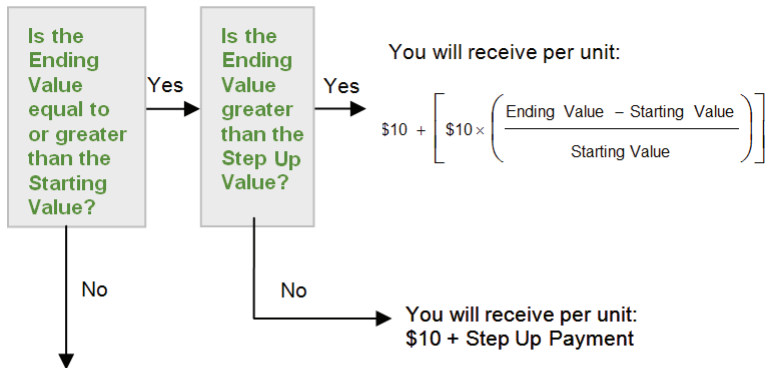 Is the
Ending
Value
equal to
or greater
than the
Starting
Value?
Yes
Is the
Ending
Value
greater
than the
Step Up
Value?
Yes
You will receive per unit:
$10 + [ $10 × ( Ending Value – Starting Value
Starting Value ) ]
No
No
You will receive per unit:
$10 + Step Up Payment